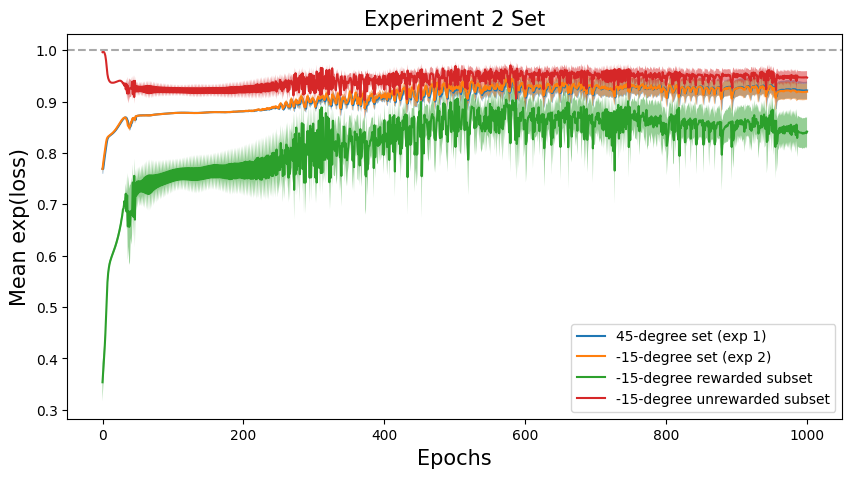 Experiment 2 Set
Mean exp(loss)
1.0
0.9
0.8
0.7
0.6
0.5
0.4
0.3
0
200
400
600
800
1000
Epochs
45-degree set (exp 1)
-15-degree set (exp 2)
-15-degree rewarded subset
-15-degree unrewarded subset